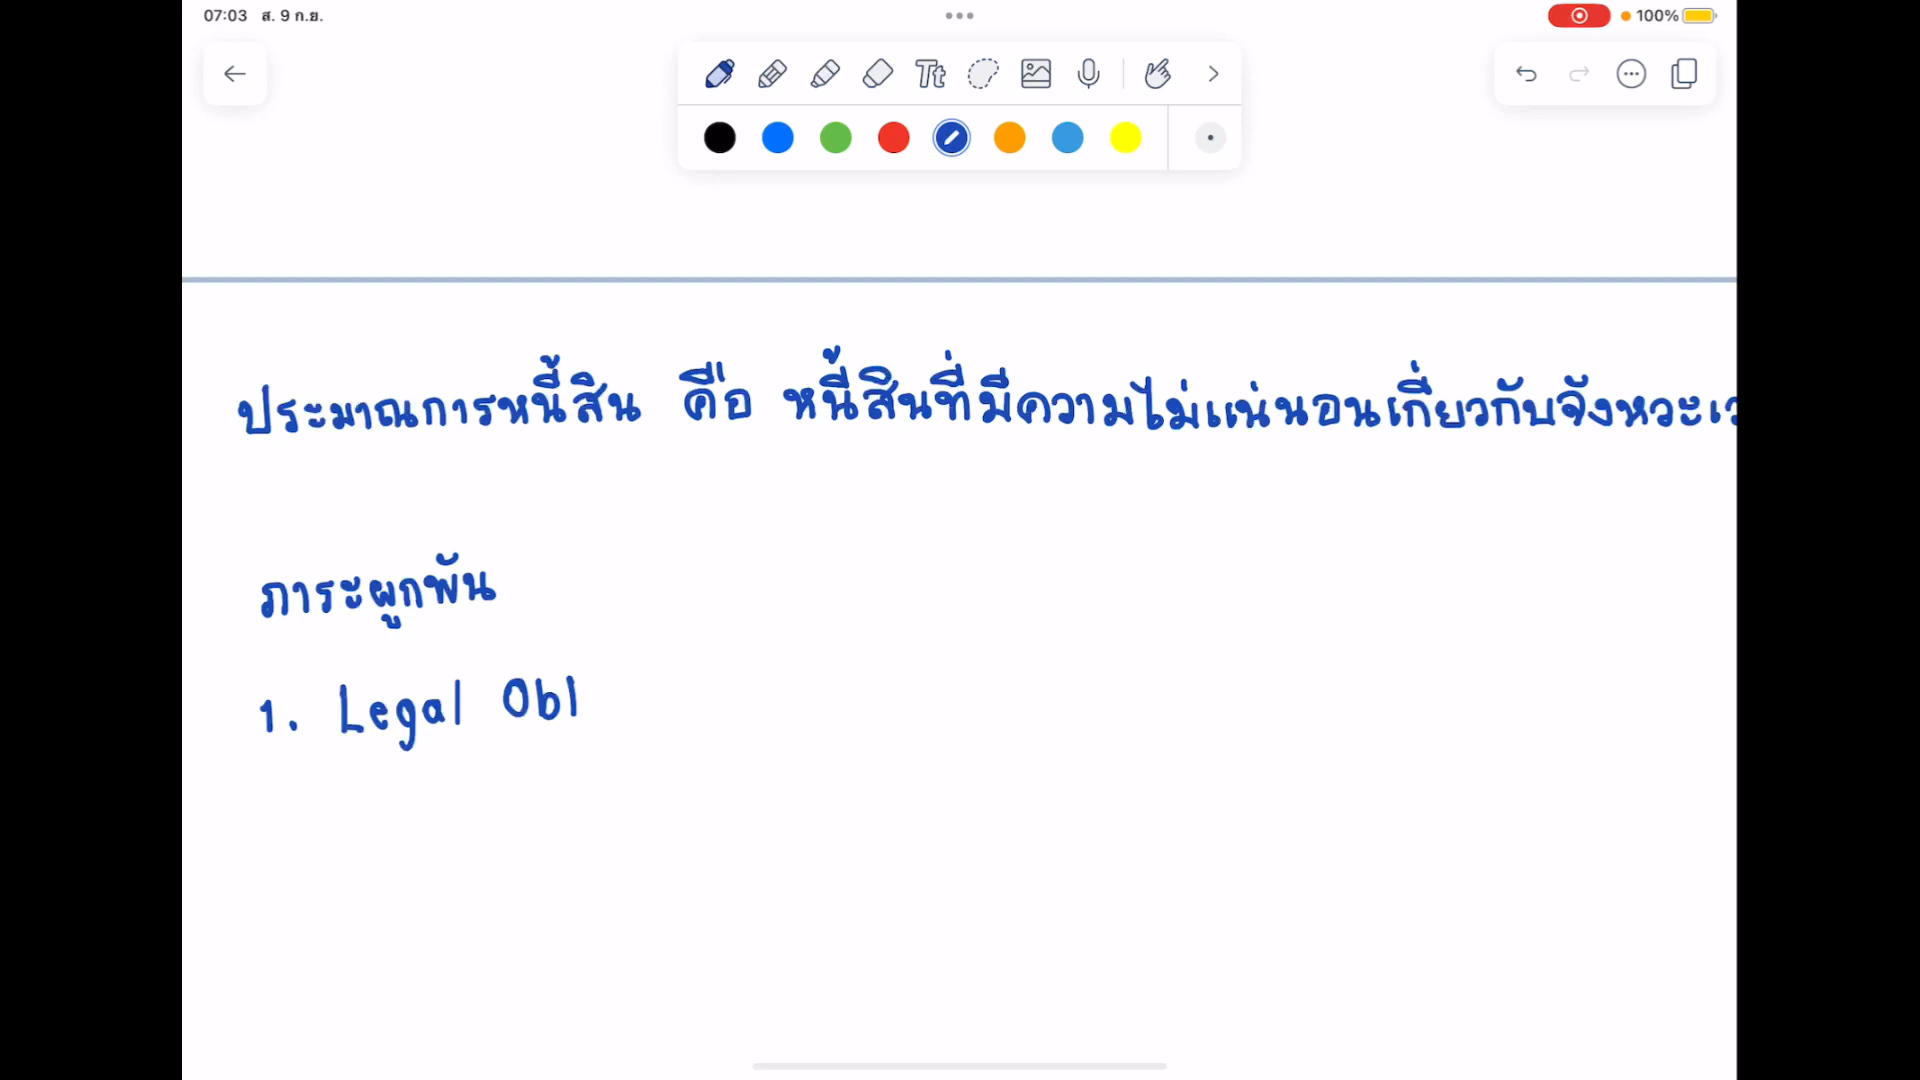 07:03 ส. 9 ก.ย. 100%
Tt
ประมาณการหนี้สิน คือ หนี้สินที่มีความไม่แน่นอนเกี่ยวกับจังหวะเว
ภาระผูกพัน
1. Legal Obl